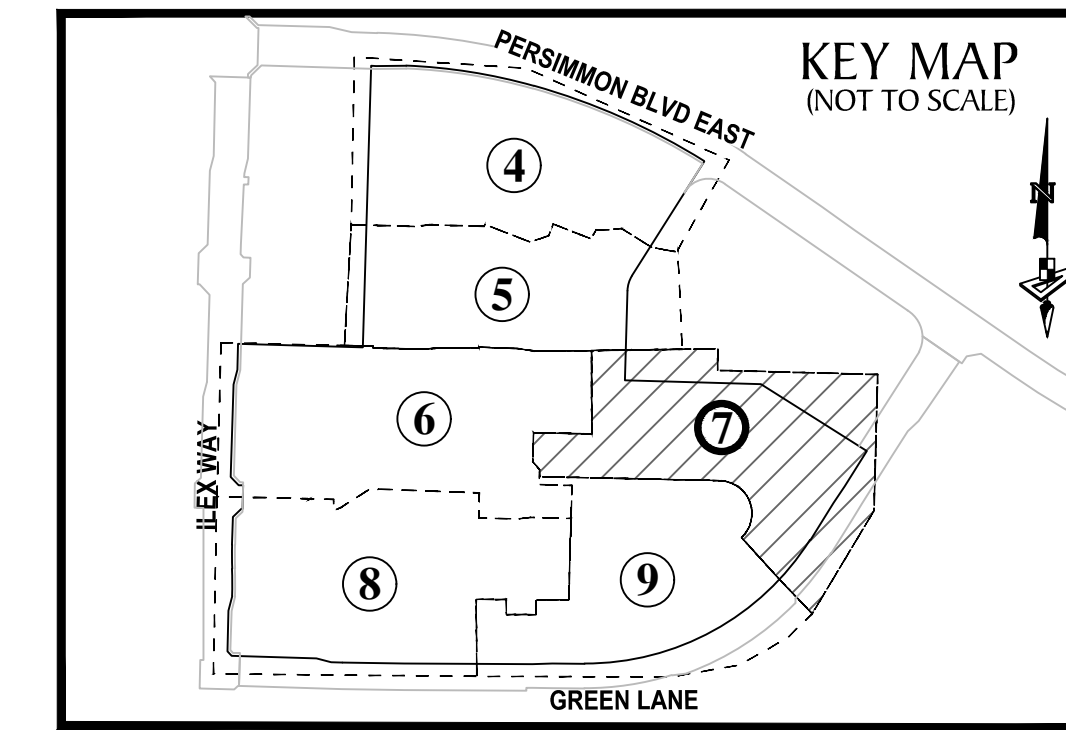 PERSIMMON BLVD EAST
KEY MAP
(NOT TO SCALE)
N
4
5
6
7
ILEX WAY
8
9
GREEN LANE